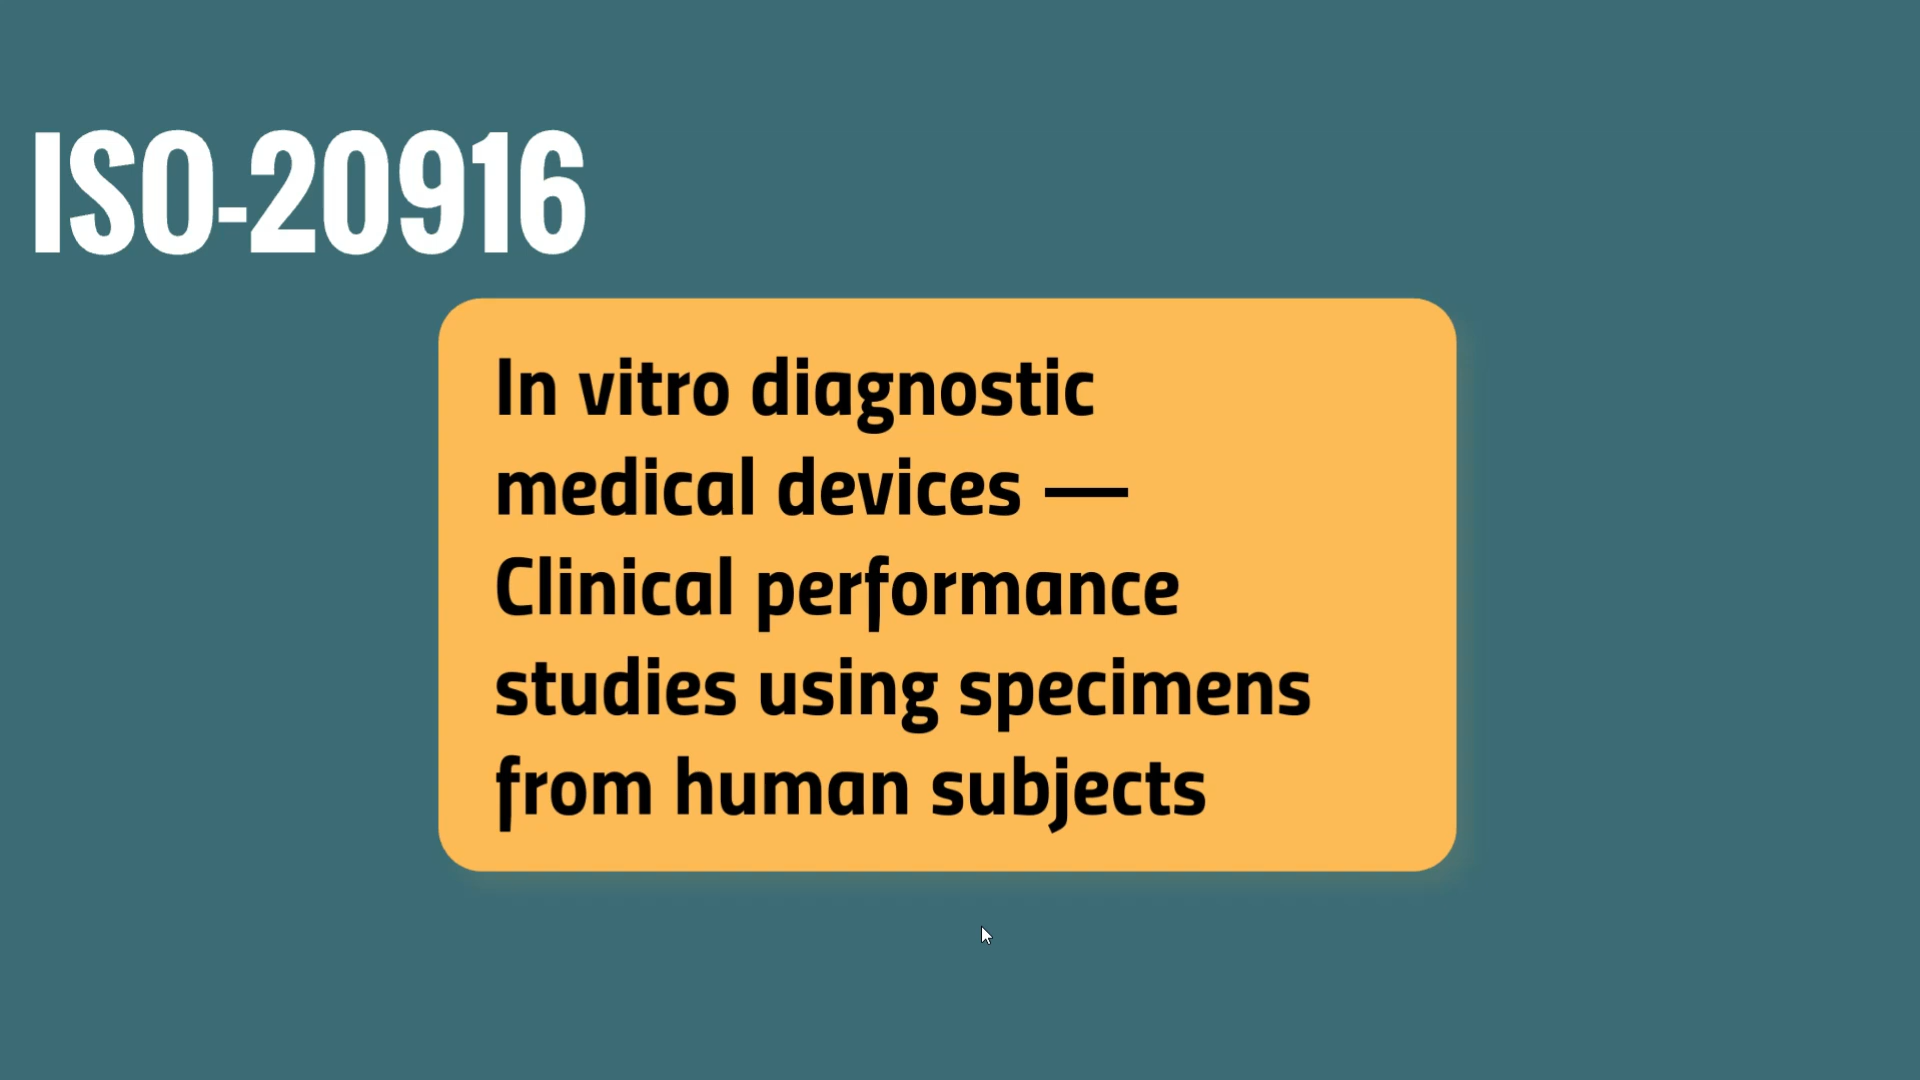 ISO-20916
In vitro diagnostic
medical devices —
Clinical performance
studies using specimens
from human subjects